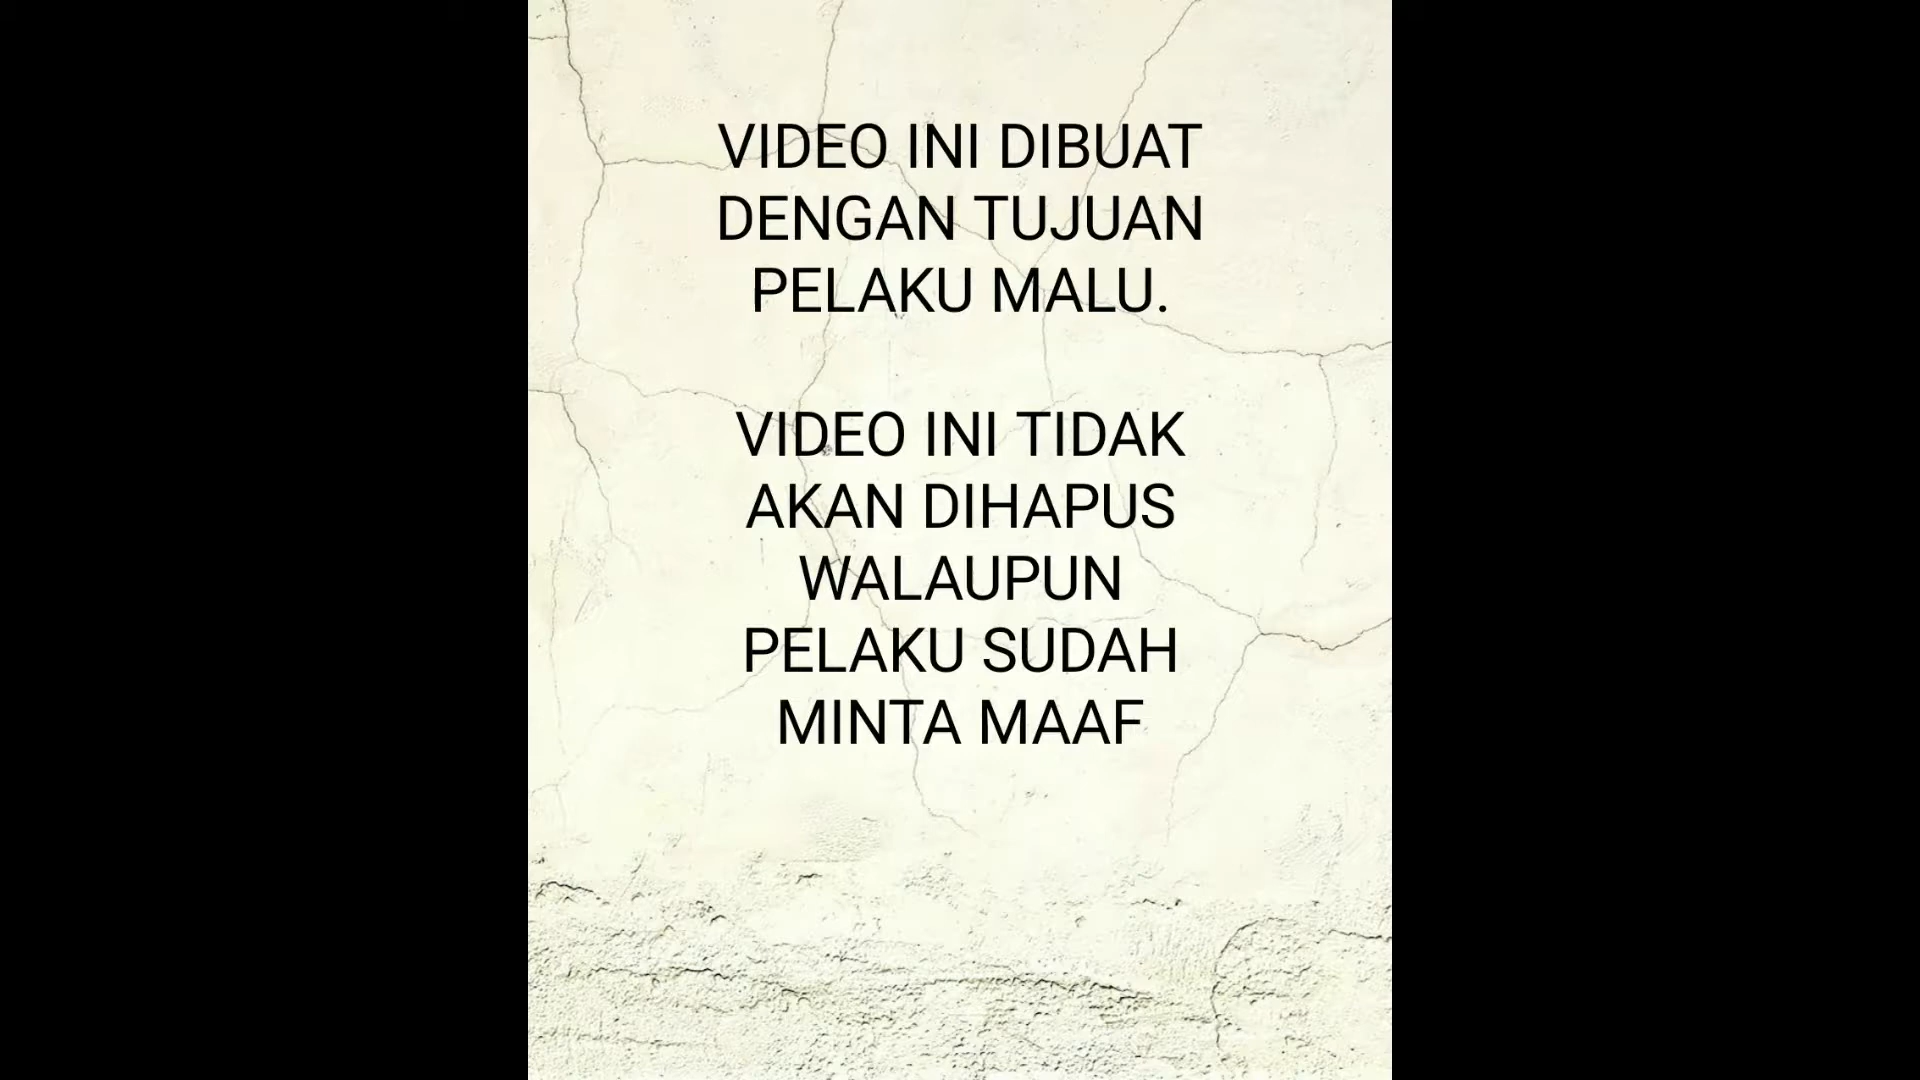 VIDEO INI DIBUAT
DENGAN TUJUAN
PELAKU MALU.
VIDEO INI TIDAK
AKAN DIHAPUS
WALAUPUN
PELAKU SUDAH
MINTA MAAF